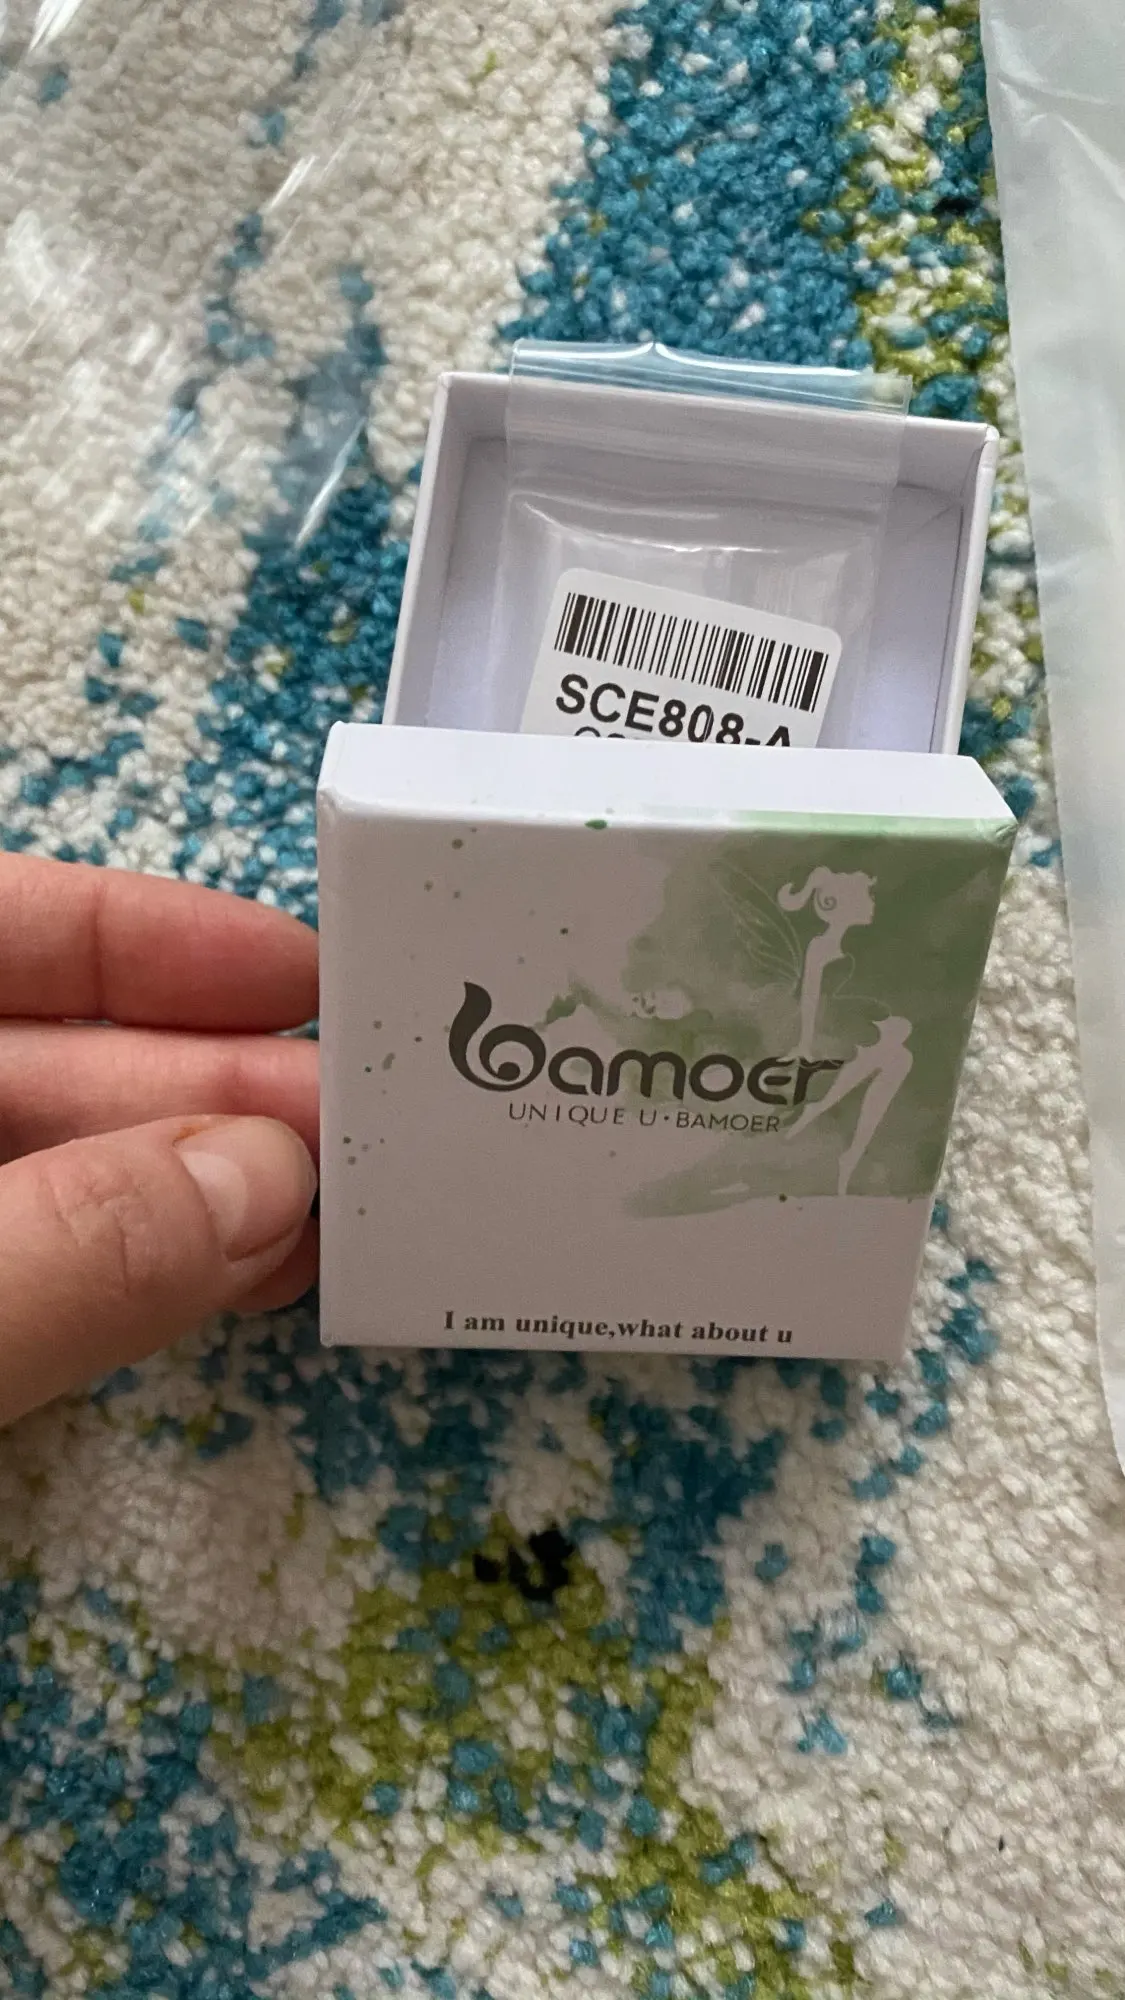 SCE808-A
bamoer
UNIQUE U·BAMOER
I am unique,what about u